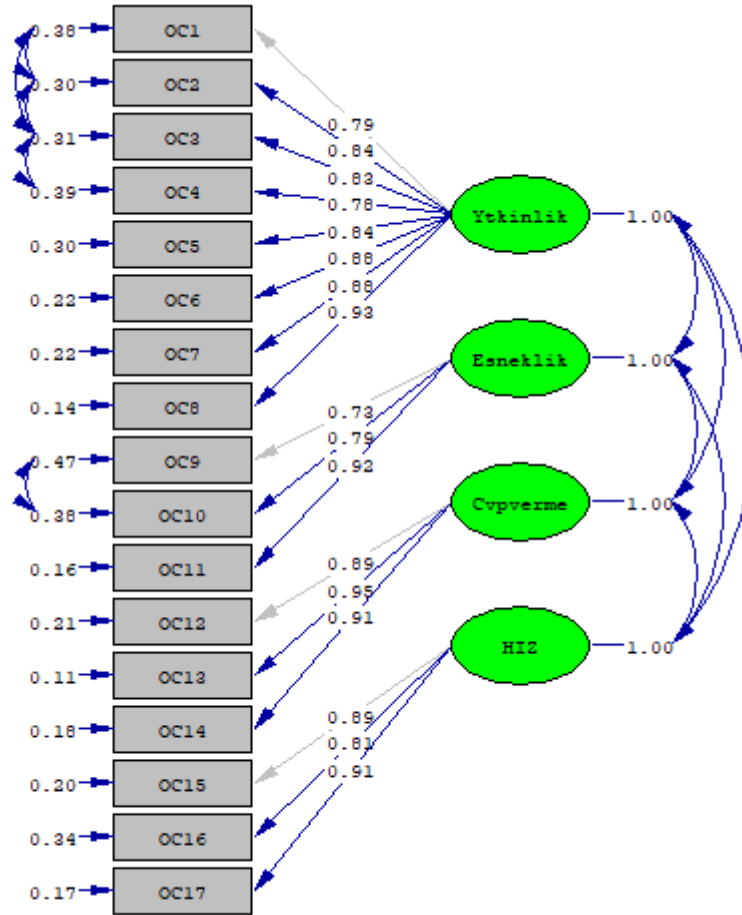 0.38 OC1
0.30 OC2
0.31 OC3
0.39 OC4
0.30 OC5
0.22 OC6
0.22 OC7
0.14 OC8
0.47 OC9
0.38 OC10
0.16 OC11
0.21 OC12
0.11 OC13
0.18 OC14
0.20 OC15
0.34 OC16
0.17 OC17
0.79
0.84
0.83
0.78
0.84
0.88
0.88
0.93
0.73
0.79
0.92
0.89
0.95
0.91
0.89
0.81
0.91
Ytkinlik 1.00
Esneklik 1.00
Cvpverme 1.00
HIZ 1.00